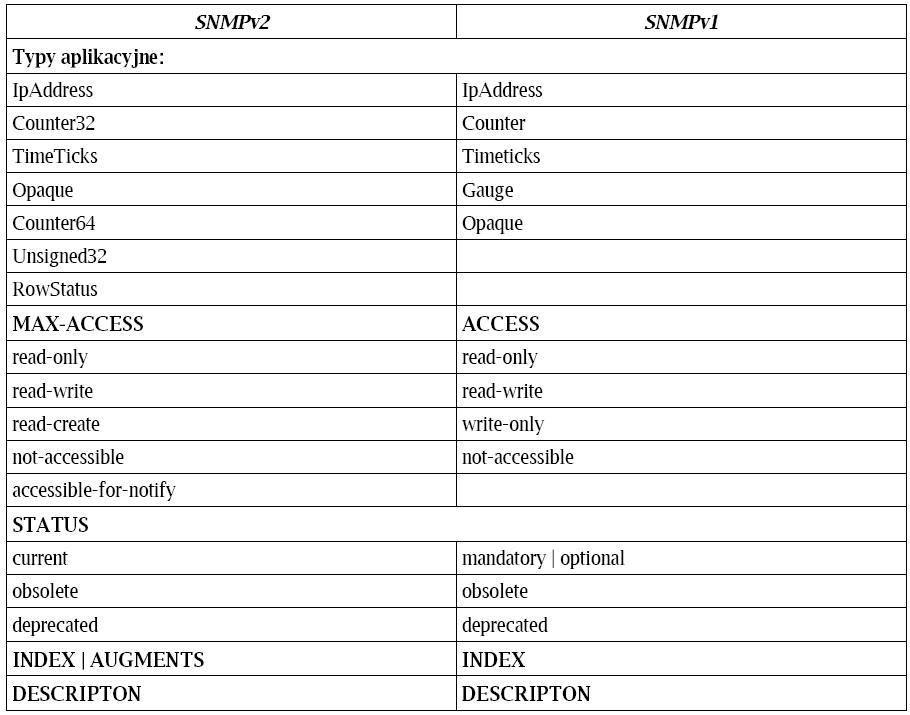 SNMPv2 SNMPv1
Typy aplikacyjne:
IpAddress IpAddress
Counter32 Counter
TimeTicks Timeticks
Opaque Gauge
Counter64 Opaque
Unsigned32
RowStatus
MAX-ACCESS ACCESS
read-only read-only
read-write read-write
read-create write-only
not-accessible not-accessible
accessible-for-notify
STATUS
current mandatory | optional
obsolete obsolete
deprecated deprecated
INDEX | AUGMENTS INDEX
DESCRIPTON DESCRIPTON